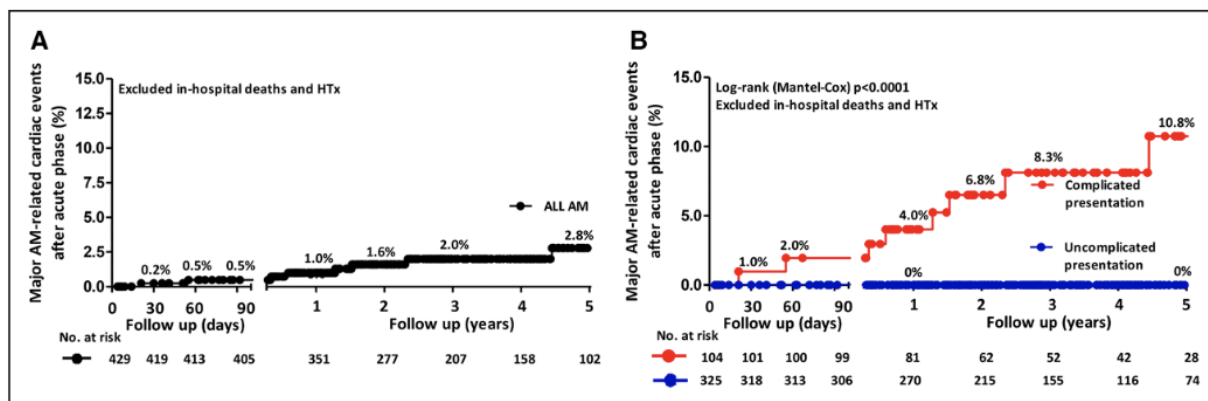 A
Major AM-related cardiac events
after acute phase (%)
15.0
12.5
10.0
7.5
5.0
2.5
0.0
Excluded in-hospital deaths and HTx
ALL AM
0.2% 0.5% 0.5% 1.0% 1.6% 2.0% 2.8%
0 30 60 90 1 2 3 4 5
Follow up (days) Follow up (years)
No. at risk
429 419 413 405 351 277 207 158 102
B
Major AM-related cardiac events
after acute phase (%)
15.0
10.0
5.0
0.0
Log-rank (Mantel-Cox) p<0.0001
Excluded in-hospital deaths and HTx
10.8%
8.3%
6.8%
4.0%
2.0%
1.0%
Complicated
presentation
Uncomplicated
presentation
0% 0%
0 30 60 90 1 2 3 4 5
Follow up (days) Follow up (years)
No. at risk
104 101 100 99 81 62 52 42 28
325 318 313 306 270 215 155 116 74